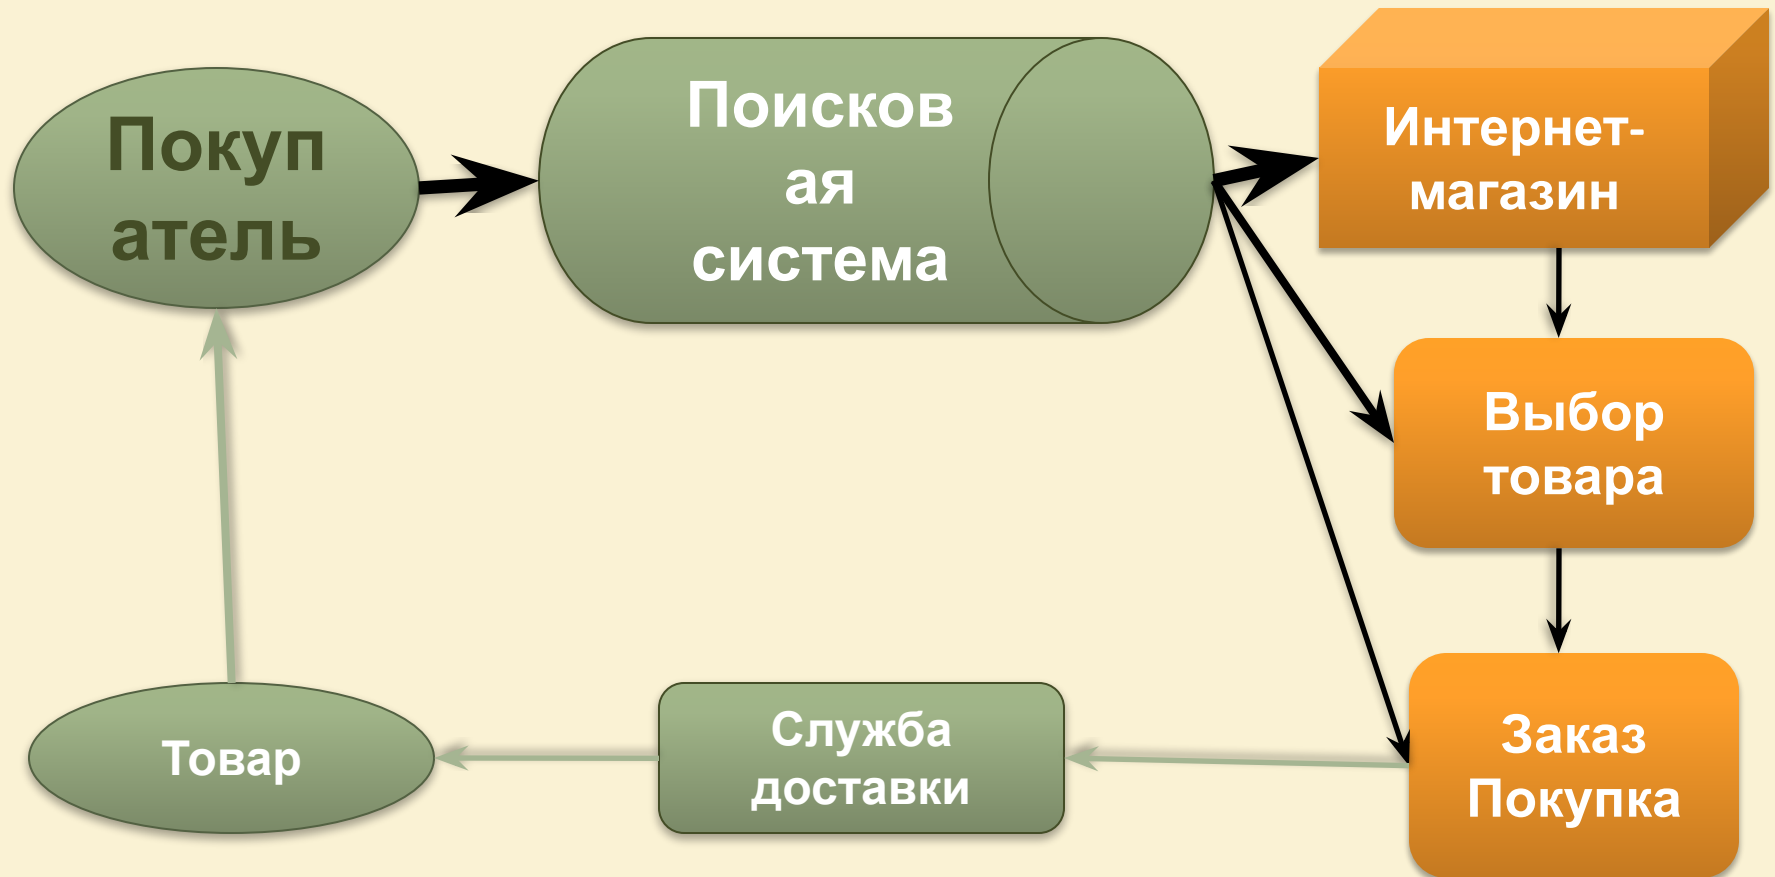 Покуп
атель
Поисков
ая
система
Интернет-
магазин
Выбор
товара
Заказ
Покупка
Служба
доставки
Товар